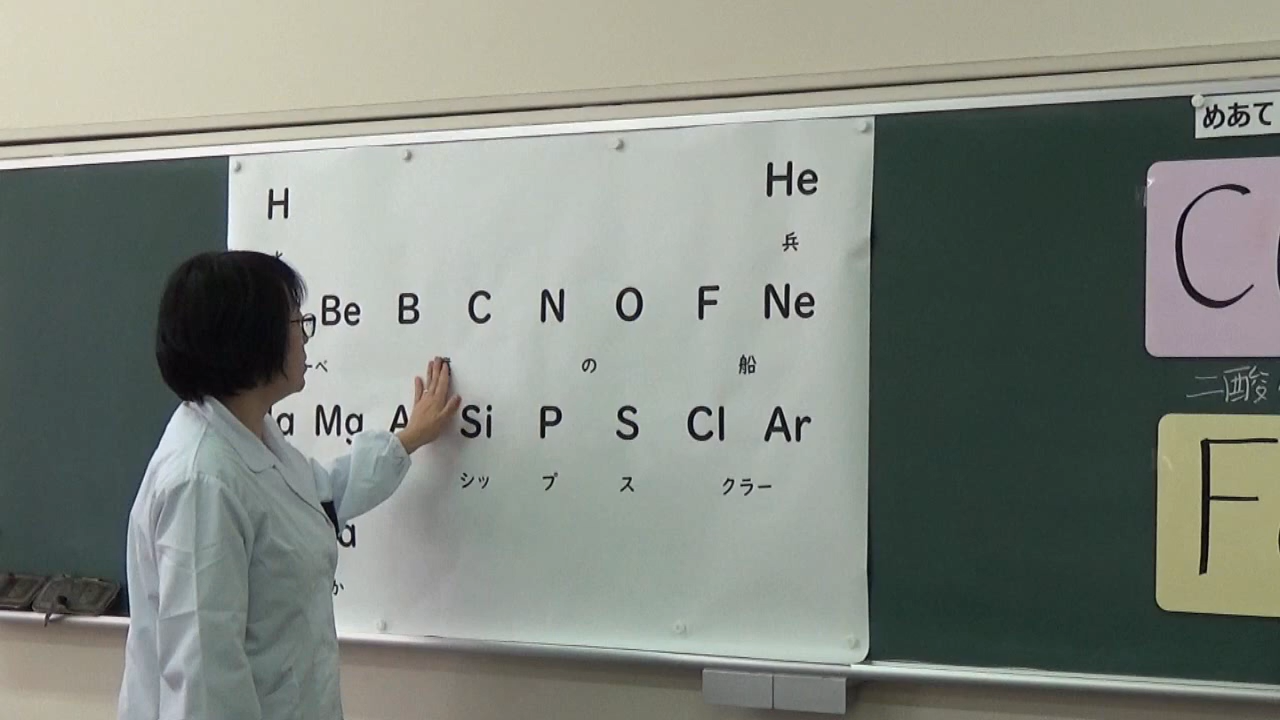 めあて
H He
兵
Be B C N O F Ne
の 船
Mg Si P S Cl Ar
シッ プ ス クラー
二酸